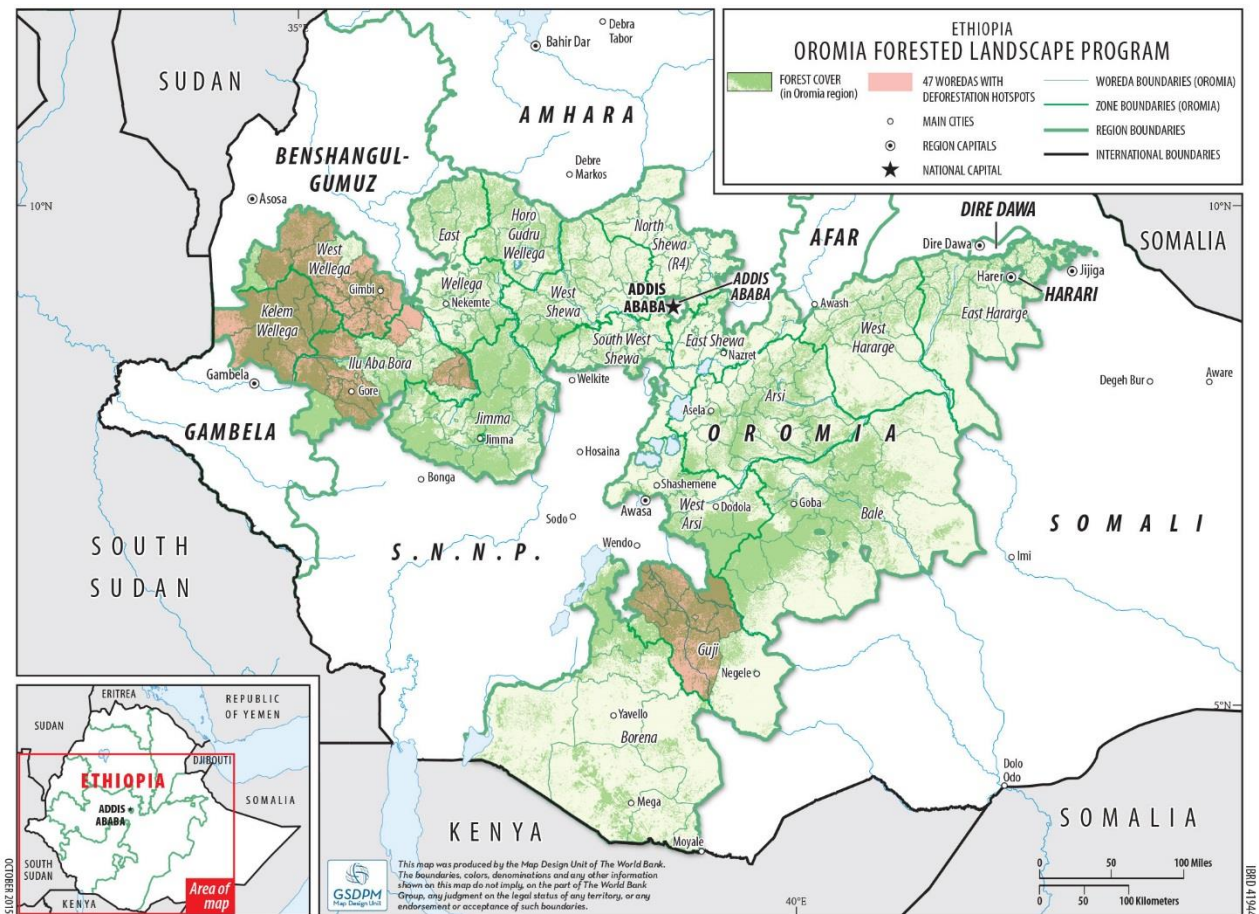 ETHIOPIA
OROMIA FORESTED LANDSCAPE PROGRAM
FOREST COVER
(in Oromia region)
47 WOREDAS WITH
DEFORESTATION HOTSPOTS
MAIN CITIES
REGION CAPITALS
NATIONAL CAPITAL
WOREDA BOUNDARIES (OROMIA)
ZONE BOUNDARIES (OROMIA)
REGION BOUNDARIES
INTERNATIONAL BOUNDARIES
35°
Debra
Tabor
Bahir Dar
SUDAN
AMHARA
BENSHANGUL-
GUMUZ
Debre
Markos
Asosa
10°N
10°N
DIRE DAWA
AFAR
SOMALIA
Dire Dawa
Jijiga
Harer
HARARI
East Hararge
West
Hararge
Awash
East
Wellega
Horo
Gudru
Wellega
North
Shewa
(R4)
West
Wellega
Gimbi
Nekemte
West
Shewa
ADDIS
ABABA
ADDIS
ABABA
Kelem
Wellega
South West
Shewa
East Shewa
Nazret
Ilu Aba Bora
Gambela
Gore
Welkite
Degeh Bur
Aware
Arsi
Asela
Jimma
Jimma
GAMBELA
OROMIA
Hosaina
Bonga
Shashemene
Awasa
West
Arsi
Dodola
Goba
Bale
Sodo
SOMALI
SOUTH
SUDAN
S.N.N.P.
Wendo
Imi
Guji
Negele
Yavello
Borena
5°N
Mega
Dolo
Odo
Moyale
KENYA
SOMALIA
ERITREA
REPUBLIC
OF YEMEN
SUDAN
DJIBOUTI
ETHIOPIA
ADDIS
ABABA
SOMALIA
SOUTH
SUDAN
KENYA
Area of
map
OCTOBER 2015
GSDPM
Map Design Unit
This map was produced by the Map Design Unit of The World Bank.
The boundaries, colors, denominations and any other information
shown on this map do not imply, on the part of The World Bank
Group, any judgment on the legal status of any territory, or any
endorsement or acceptance of such boundaries.
0 50 100 Miles
0 50 100 Kilometers
40°E